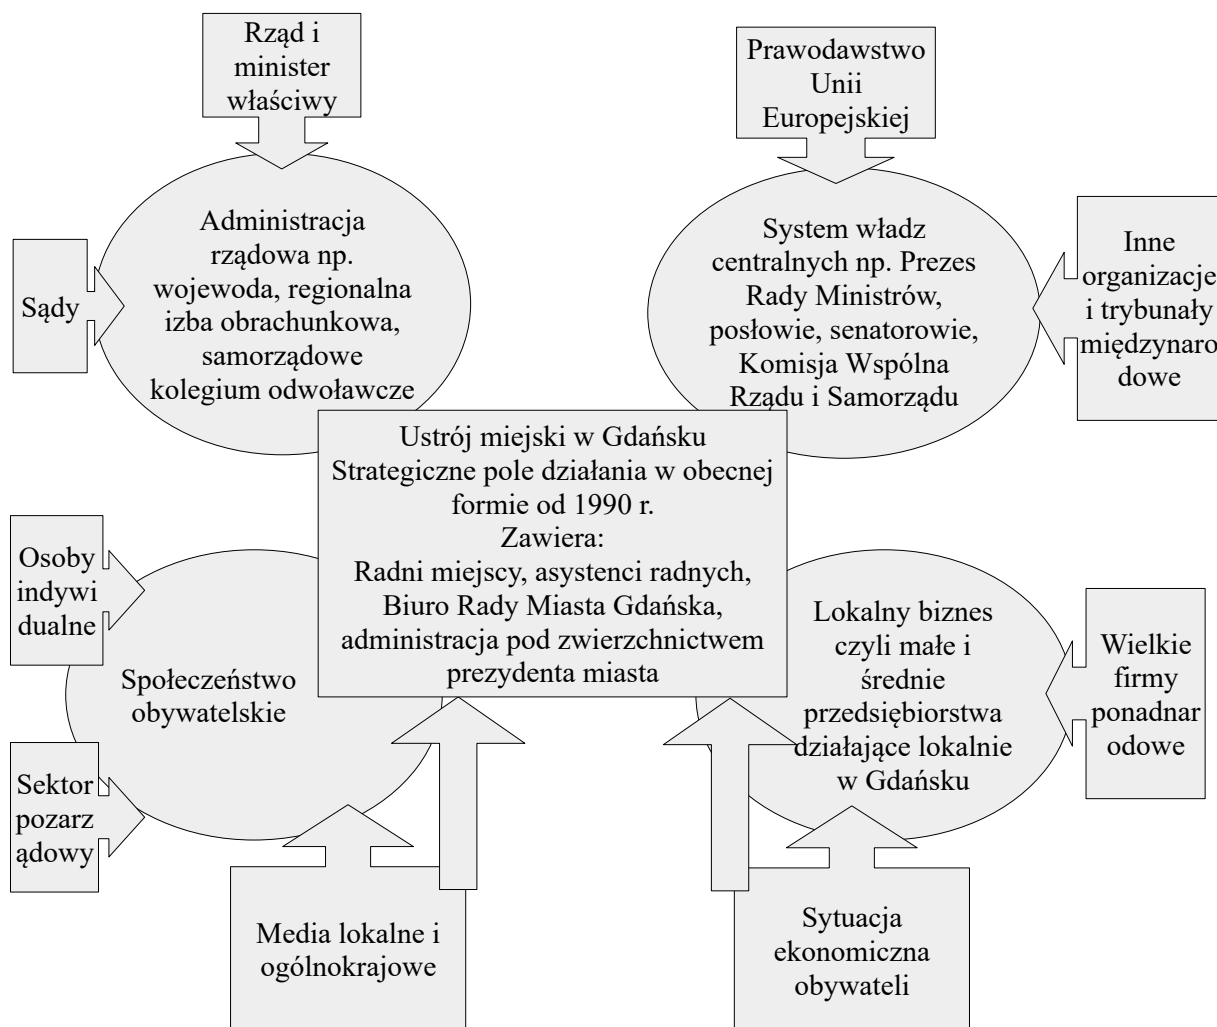 Rząd i
minister
właściwy
Prawodawstwo
Unii
Europejskiej
Administracja
rządowa np.
wojewoda, regionalna
izba obrachunkowa,
samorządowe
kolegium odwoławcze
System władz
centralnych np. Prezes
Rady Ministrów,
posłowie, senatorowie,
Komisja Wspólna
Rządu i Samorządu
Sądy
Inne
organizacje
i trybunały
międzynaro
dowe
Ustrój miejski w Gdańsku
Strategiczne pole działania w obecnej
formie od 1990 r.
Zawiera:
Radni miejscy, asystenci radnych,
Biuro Rady Miasta Gdańska,
administracja pod zwierzchnictwem
prezydenta miasta
Osoby
indywi
dualne
Społeczeństwo
obywatelskie
Sektor
pozarz
ądowy
Lokalny biznes
czyli małe i
średnie
przedsiębiorstwa
działające lokalnie
w Gdańsku
Wielkie
firmy
ponadnar
odowe
Media lokalne i
ogólnokrajowe
Sytuacja
ekonomiczna
obywateli